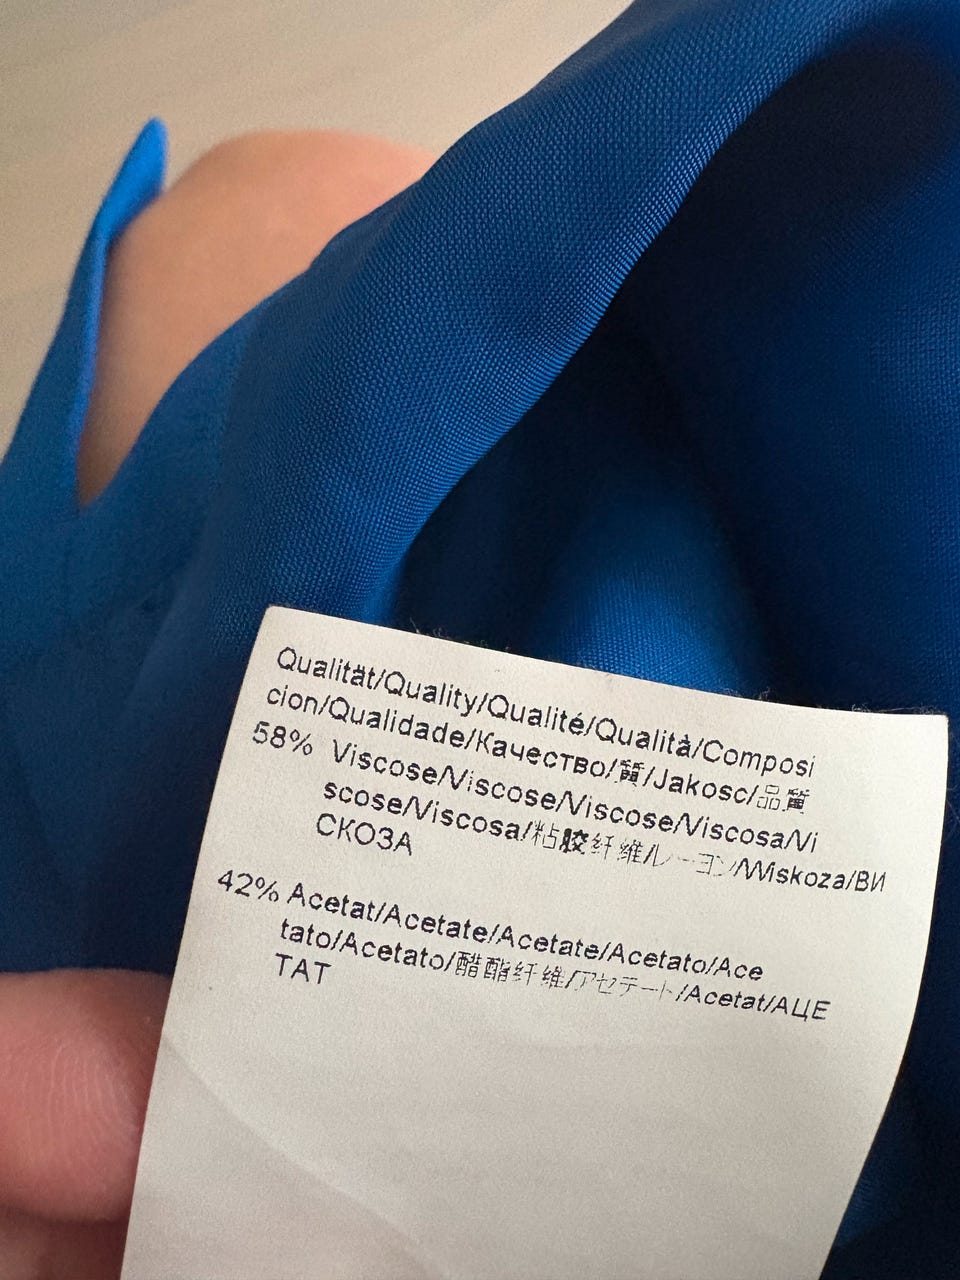 Qualität/Quality/Qualité/Qualità/Composi
cion/Qualidade/Качество/質/Jakosc/品質
58% Viscose/Viscose/Viscose/Viscosa/Vi
scose/Viscosa/粘胶纤维/レーヨン/Wiskoza/ВИ
СКОЗА
42% Acetat/Acetate/Acetate/Acetato/Ace
tato/Acetato/醋酯纤维/アセテート/Acetat/АЦЕ
ТАТ